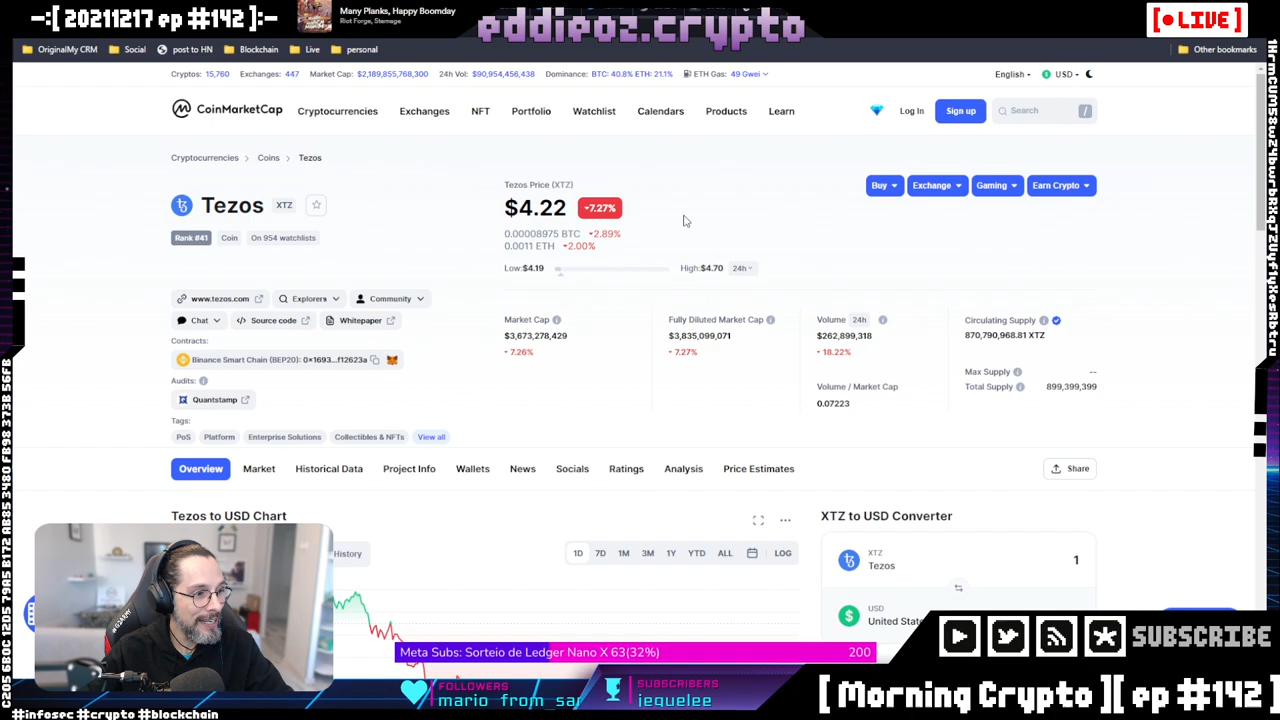 -:[ 20211217 ep #142 ]:-
Many Planks, Happy Boomday
Riot Forge, Stemage
eddieoz.crypto
[ LIVE ]
OriginalMy CRM
Social
post to HN
Blockchain
Live
personal
Other bookmarks
Cryptos: 15,760
Exchanges: 447
Market Cap: $2,189,855,768,300
24h Vol: $90,954,456,438
Dominance: BTC: 40.8% ETH: 21.1%
ETH Gas: 49 Gwei
English
USD
CoinMarketCap
Cryptocurrencies
Exchanges
NFT
Portfolio
Watchlist
Calendars
Products
Learn
Log In
Sign up
Search
/
Cryptocurrencies > Coins > Tezos
Tezos
XTZ
Rank #41
Coin
On 954 watchlists
Tezos Price (XTZ)
$4.22
7.27%
0.00008975 BTC
2.89%
0.0011 ETH
2.00%
Low:$4.19
High:$4.70
24h
Buy
Exchange
Gaming
Earn Crypto
www.tezos.com
Explorers
Community
Chat
Source code
Whitepaper
Contracts:
Binance Smart Chain (BEP20): 0x1693...f12623a
Audits:
Quantstamp
Tags:
PoS
Platform
Enterprise Solutions
Collectibles & NFTs
View all
Market Cap
$3,673,278,429
7.26%
Fully Diluted Market Cap
$3,835,099,071
7.27%
Volume 24h
$262,899,318
18.22%
Volume / Market Cap
0.07223
Circulating Supply
870,790,968.81 XTZ
Max Supply
--
Total Supply
899,399,399
Overview
Market
Historical Data
Project Info
Wallets
News
Socials
Ratings
Analysis
Price Estimates
Share
Tezos to USD Chart
History
1D
7D
1M
3M
1Y
YTD
ALL
LOG
XTZ to USD Converter
XTZ
Tezos
1
USD
United State
Meta Subs: Sorteio de Ledger Nano X 63(32%)
200
FOLLOWERS
mario_from_sa
SUBSCRIBERS
jequelee
SUBSCRIBE
[ Morning Crypto ][ ep #142 ]
#infosec #crypto #blockchain